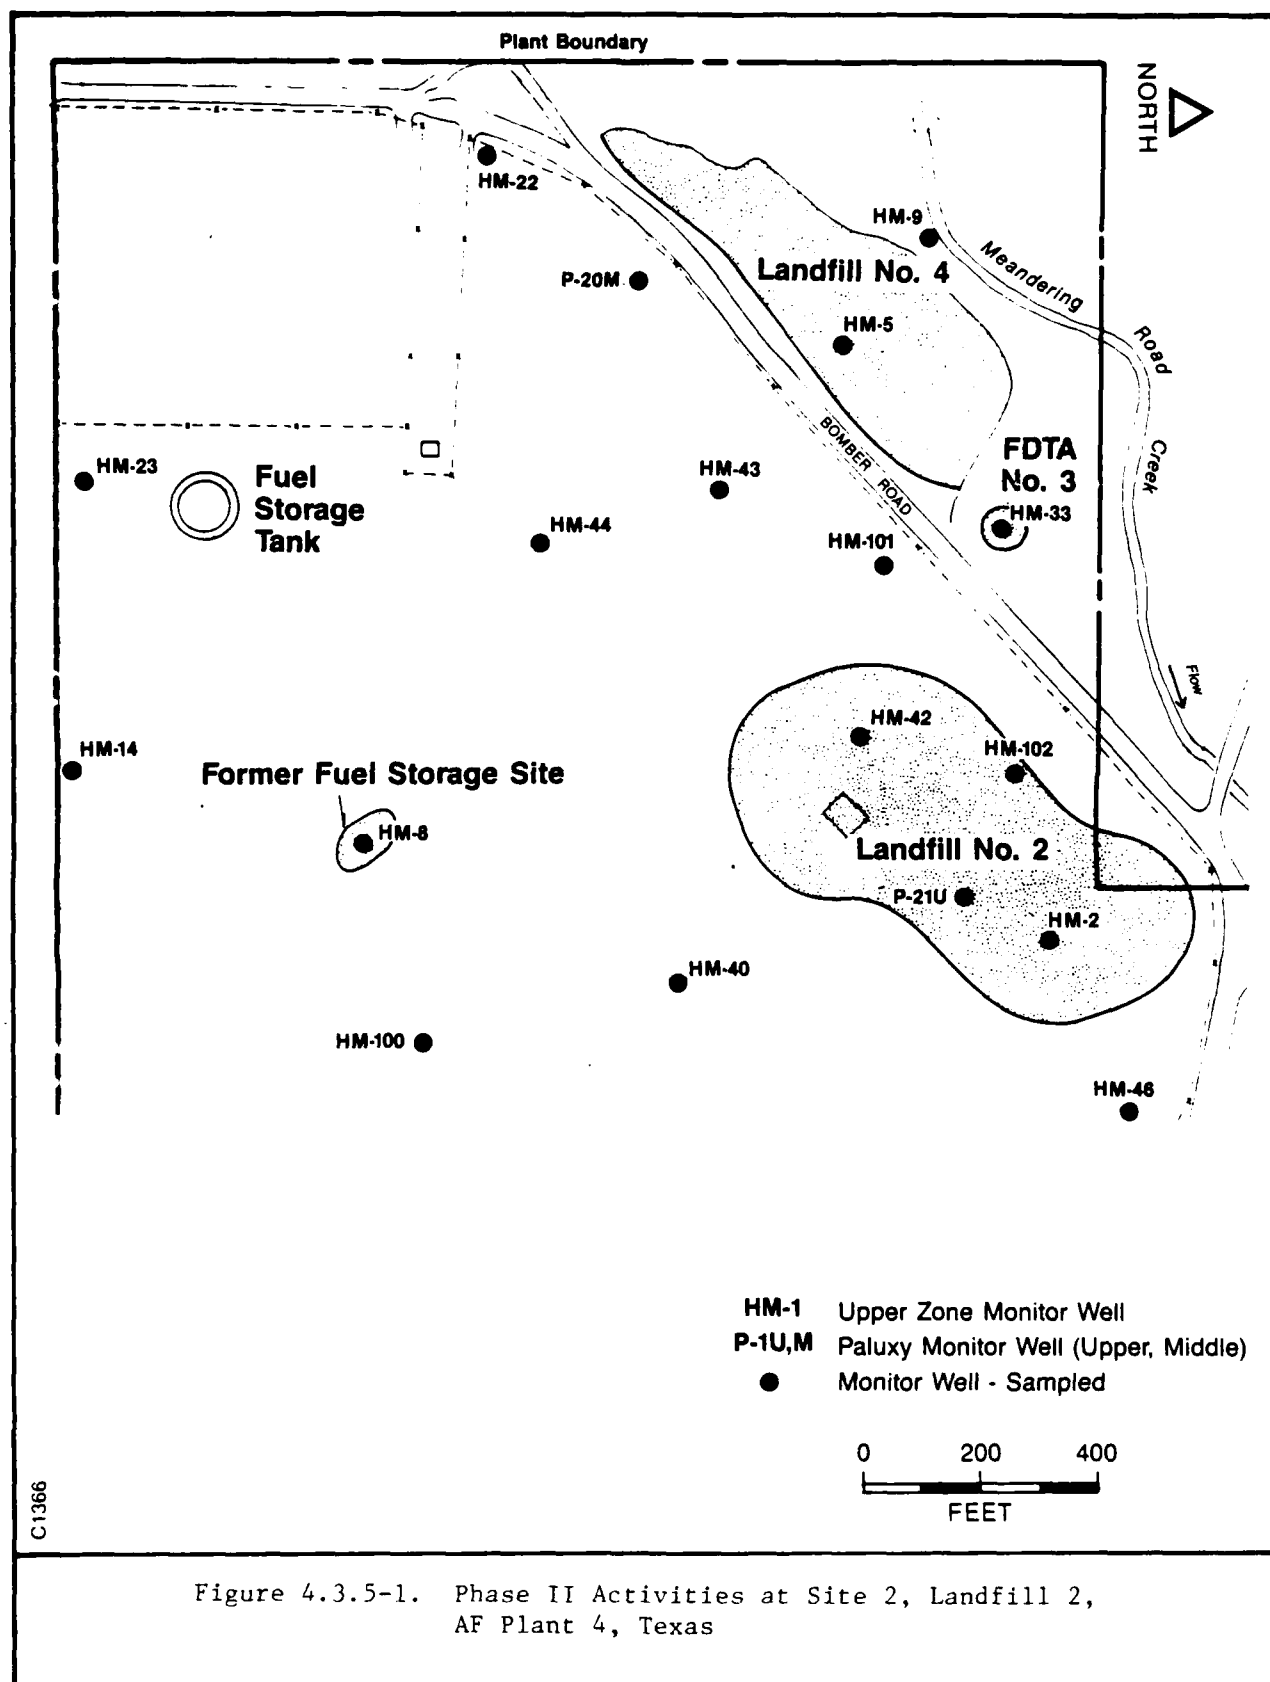 Plant Boundary
NORTH
HM-22
HM-9
Meandering
Road
Creek
Landfill No. 4
P-20M
HM-5
BOMBER ROAD
FDTA
No. 3
HM-33
HM-23
Fuel
Storage
Tank
HM-43
HM-44
HM-101
Flow
HM-42
HM-102
HM-14
Former Fuel Storage Site
HM-8
Landfill No. 2
P-21U
HM-2
HM-40
HM-100
HM-46
HM-1 Upper Zone Monitor Well
P-1U,M Paluxy Monitor Well (Upper, Middle)
Monitor Well - Sampled
0 200 400
FEET
C1366
Figure 4.3.5-1. Phase II Activities at Site 2, Landfill 2,
AF Plant 4, Texas